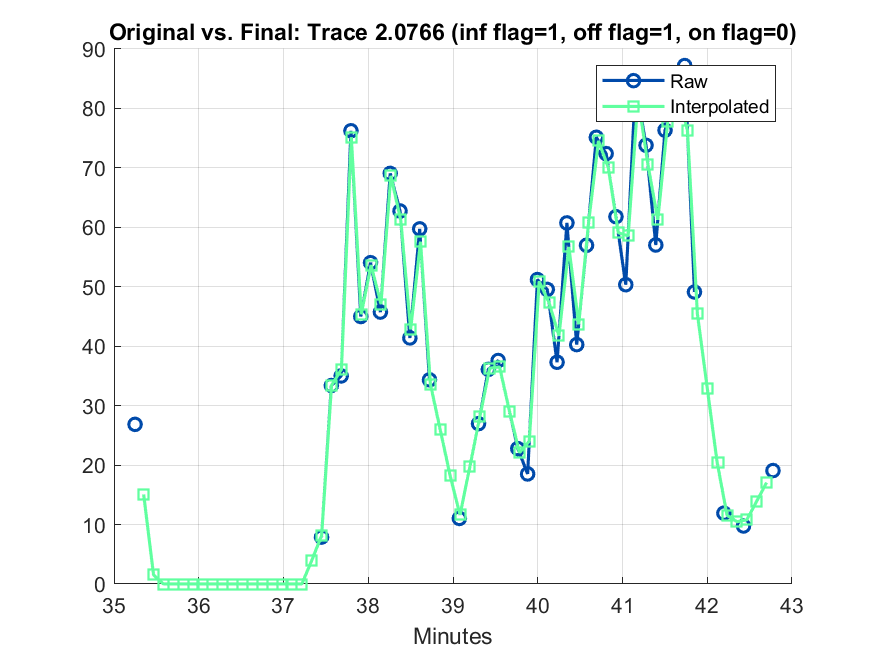 Original vs. Final: Trace 2.0766 (inf flag=1, off flag=1, on flag=0)
90
80
70
60
50
40
30
20
10
0
Raw
Interpolated
35 36 37 38 39 40 41 42 43
Minutes